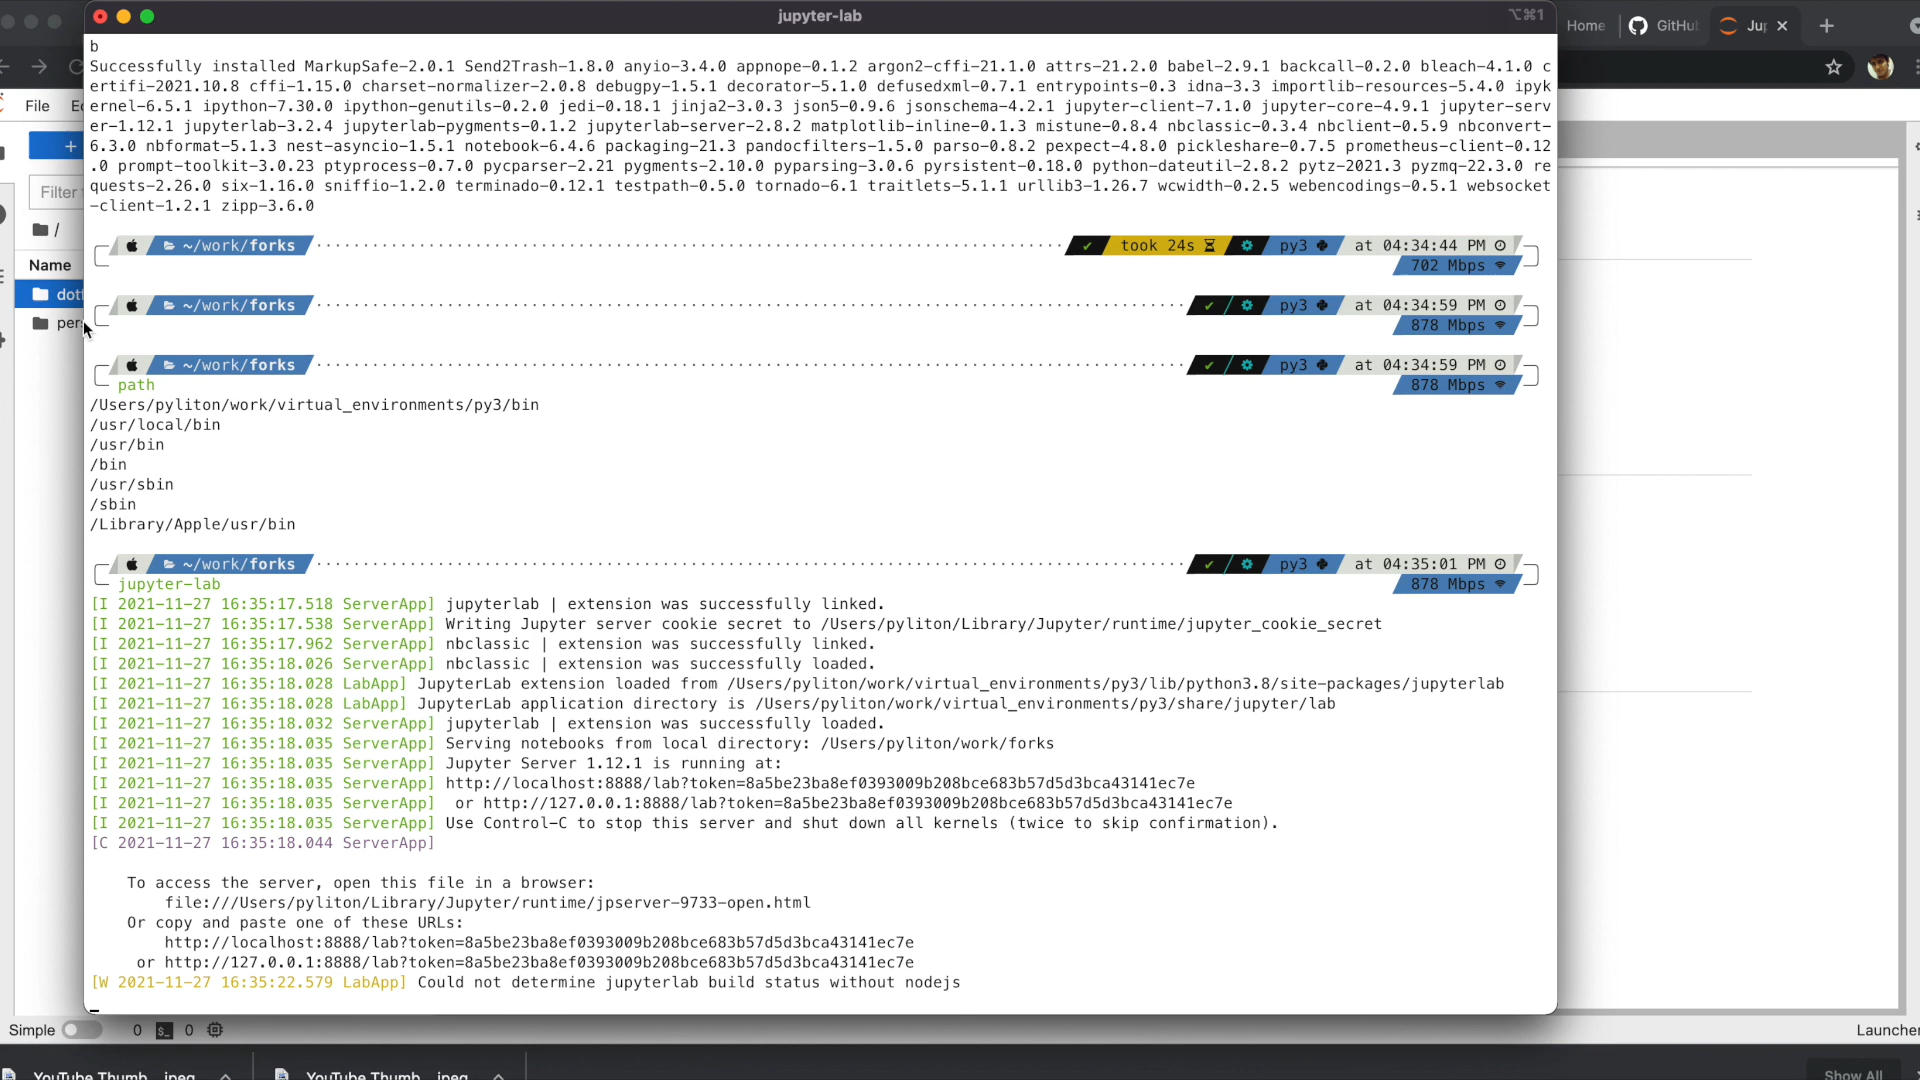 jupyter-lab
⌥⌘1
b
Successfully installed MarkupSafe-2.0.1 Send2Trash-1.8.0 anyio-3.4.0 appnope-0.1.2 argon2-cffi-21.1.0 attrs-21.2.0 babel-2.9.1 backcall-0.2.0 bleach-4.1.0 c
ertifi-2021.10.8 cffi-1.15.0 charset-normalizer-2.0.8 debugpy-1.5.1 decorator-5.1.0 defusedxml-0.7.1 entrypoints-0.3 idna-3.3 importlib-resources-5.4.0 ipyk
ernel-6.5.1 ipython-7.30.0 ipython-genutils-0.2.0 jedi-0.18.1 jinja2-3.0.3 json5-0.9.6 jsonschema-4.2.1 jupyter-client-7.1.0 jupyter-core-4.9.1 jupyter-serv
er-1.12.1 jupyterlab-3.2.4 jupyterlab-pygments-0.1.2 jupyterlab-server-2.8.2 matplotlib-inline-0.1.3 mistune-0.8.4 nbclassic-0.3.4 nbclient-0.5.9 nbconvert-
6.3.0 nbformat-5.1.3 nest-asyncio-1.5.1 notebook-6.4.6 packaging-21.3 pandocfilters-1.5.0 parso-0.8.2 pexpect-4.8.0 pickleshare-0.7.5 prometheus-client-0.12
.0 prompt-toolkit-3.0.23 ptyprocess-0.7.0 pycparser-2.21 pygments-2.10.0 pyparsing-3.0.6 pyrsistent-0.18.0 python-dateutil-2.8.2 pytz-2021.3 pyzmq-22.3.0 re
quests-2.26.0 six-1.16.0 sniffio-1.2.0 terminado-0.12.1 testpath-0.5.0 tornado-6.1 traitlets-5.1.1 urllib3-1.26.7 wcwidth-0.2.5 webencodings-0.5.1 websocket
-client-1.2.1 zipp-3.6.0
~/work/forks ✔ took 24s py3 at 04:34:44 PM
702 Mbps
~/work/forks ✔ py3 at 04:34:59 PM
878 Mbps
~/work/forks ✔ py3 at 04:34:59 PM
path 878 Mbps
/Users/pyliton/work/virtual_environments/py3/bin
/usr/local/bin
/usr/bin
/bin
/usr/sbin
/sbin
/Library/Apple/usr/bin
~/work/forks ✔ py3 at 04:35:01 PM
jupyter-lab 878 Mbps
[I 2021-11-27 16:35:17.518 ServerApp] jupyterlab | extension was successfully linked.
[I 2021-11-27 16:35:17.538 ServerApp] Writing Jupyter server cookie secret to /Users/pyliton/Library/Jupyter/runtime/jupyter_cookie_secret
[I 2021-11-27 16:35:17.962 ServerApp] nbclassic | extension was successfully linked.
[I 2021-11-27 16:35:18.026 ServerApp] nbclassic | extension was successfully loaded.
[I 2021-11-27 16:35:18.028 LabApp] JupyterLab extension loaded from /Users/pyliton/work/virtual_environments/py3/lib/python3.8/site-packages/jupyterlab
[I 2021-11-27 16:35:18.028 LabApp] JupyterLab application directory is /Users/pyliton/work/virtual_environments/py3/share/jupyter/lab
[I 2021-11-27 16:35:18.032 ServerApp] jupyterlab | extension was successfully loaded.
[I 2021-11-27 16:35:18.035 ServerApp] Serving notebooks from local directory: /Users/pyliton/work/forks
[I 2021-11-27 16:35:18.035 ServerApp] Jupyter Server 1.12.1 is running at:
[I 2021-11-27 16:35:18.035 ServerApp] http://localhost:8888/lab?token=8a5be23ba8ef0393009b208bce683b57d5d3bca43141ec7e
[I 2021-11-27 16:35:18.035 ServerApp]  or http://127.0.0.1:8888/lab?token=8a5be23ba8ef0393009b208bce683b57d5d3bca43141ec7e
[I 2021-11-27 16:35:18.035 ServerApp] Use Control-C to stop this server and shut down all kernels (twice to skip confirmation).
[C 2021-11-27 16:35:18.044 ServerApp]
To access the server, open this file in a browser:
file:///Users/pyliton/Library/Jupyter/runtime/jpserver-9733-open.html
Or copy and paste one of these URLs:
http://localhost:8888/lab?token=8a5be23ba8ef0393009b208bce683b57d5d3bca43141ec7e
or http://127.0.0.1:8888/lab?token=8a5be23ba8ef0393009b208bce683b57d5d3bca43141ec7e
[W 2021-11-27 16:35:22.579 LabApp] Could not determine jupyterlab build status without nodejs
Home
GitHu
Ju
File
Filter
/
Name
dot
per
Simple 0 0
Launcher
YouTube Thumb....jpeg YouTube Thumb....jpeg Show All